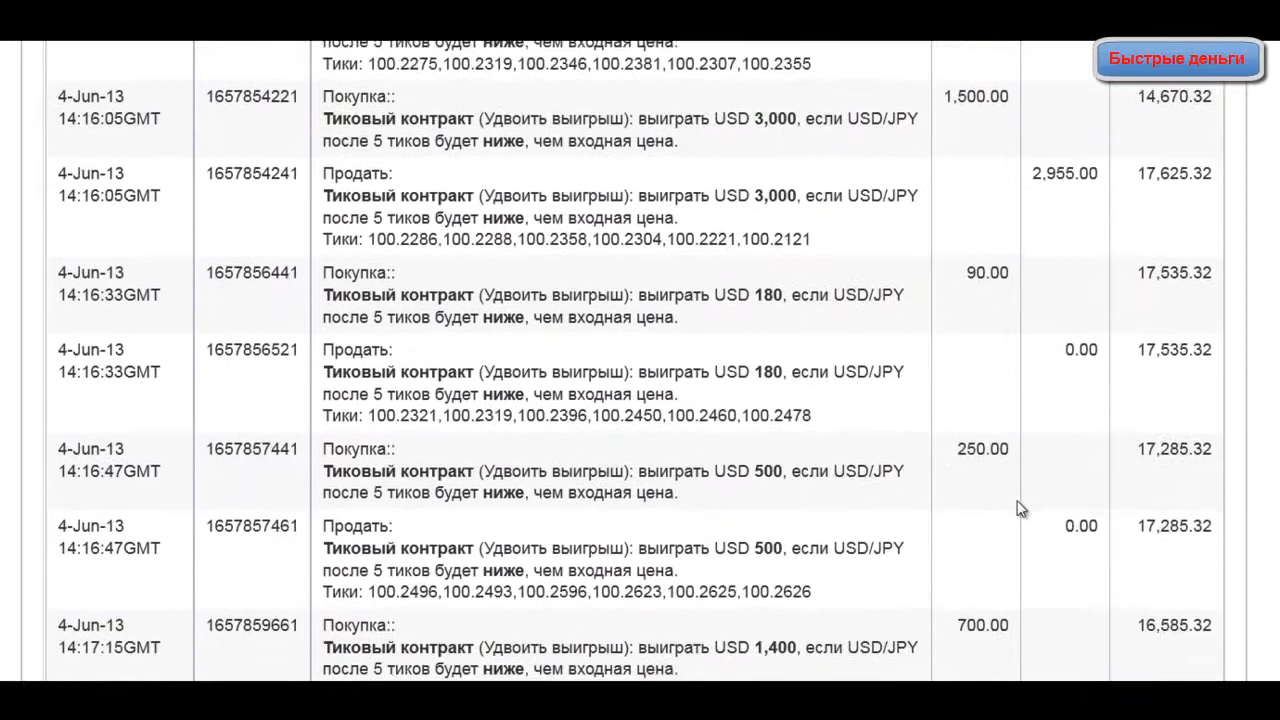 после 5 тиков будет ниже, чем входная цена.
Быстрые деньги
Тики: 100.2275,100.2319,100.2346,100.2381,100.2307,100.2355
4-Jun-13 1657854221 Покупка:: 1,500.00 14,670.32
14:16:05GMT Тиковый контракт (Удвоить выигрыш): выиграть USD 3,000, если USD/JPY
после 5 тиков будет ниже, чем входная цена.
4-Jun-13 1657854241 Продать: 2,955.00 17,625.32
14:16:05GMT Тиковый контракт (Удвоить выигрыш): выиграть USD 3,000, если USD/JPY
после 5 тиков будет ниже, чем входная цена.
Тики: 100.2286,100.2288,100.2358,100.2304,100.2221,100.2121
4-Jun-13 1657856441 Покупка:: 90.00 17,535.32
14:16:33GMT Тиковый контракт (Удвоить выигрыш): выиграть USD 180, если USD/JPY
после 5 тиков будет ниже, чем входная цена.
4-Jun-13 1657856521 Продать: 0.00 17,535.32
14:16:33GMT Тиковый контракт (Удвоить выигрыш): выиграть USD 180, если USD/JPY
после 5 тиков будет ниже, чем входная цена.
Тики: 100.2321,100.2319,100.2396,100.2450,100.2460,100.2478
4-Jun-13 1657857441 Покупка:: 250.00 17,285.32
14:16:47GMT Тиковый контракт (Удвоить выигрыш): выиграть USD 500, если USD/JPY
после 5 тиков будет ниже, чем входная цена.
4-Jun-13 1657857461 Продать: 0.00 17,285.32
14:16:47GMT Тиковый контракт (Удвоить выигрыш): выиграть USD 500, если USD/JPY
после 5 тиков будет ниже, чем входная цена.
Тики: 100.2496,100.2493,100.2596,100.2623,100.2625,100.2626
4-Jun-13 1657859661 Покупка:: 700.00 16,585.32
14:17:15GMT Тиковый контракт (Удвоить выигрыш): выиграть USD 1,400, если USD/JPY
после 5 тиков будет ниже, чем входная цена.